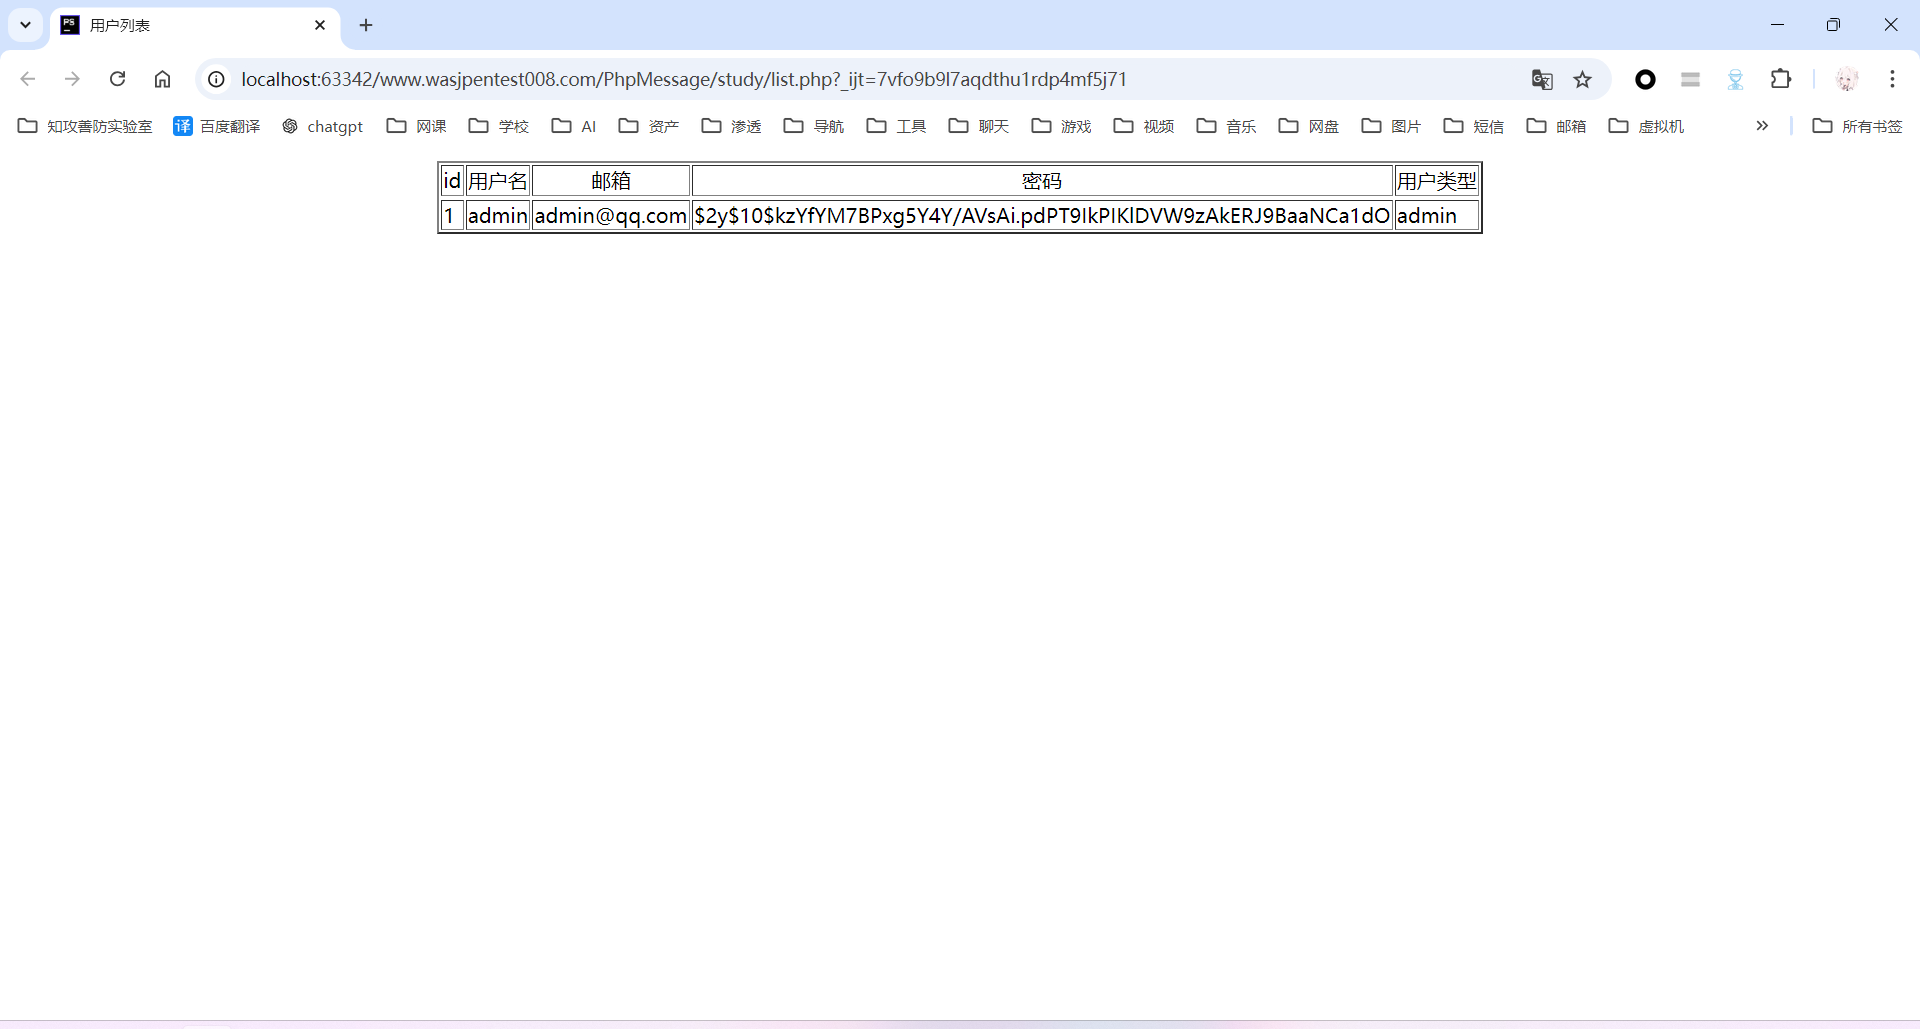 用户列表
localhost:63342/www.wasjpentest008.com/PhpMessage/study/list.php?_ijt=7vfo9b9l7aqdthu1rdp4mf5j71
知攻善防实验室 译 百度翻译 chatgpt 网课 学校 AI 资产 渗透 导航 工具 聊天 游戏 视频 音乐 网盘 图片 短信 邮箱 虚拟机 » 所有书签
id 用户名 邮箱 密码 用户类型
1 admin admin@qq.com $2y$10$kzYfYM7BPxg5Y4Y/AVsAi.pdPT9IkPIKlDVW9zAkERJ9BaaNCa1dO admin